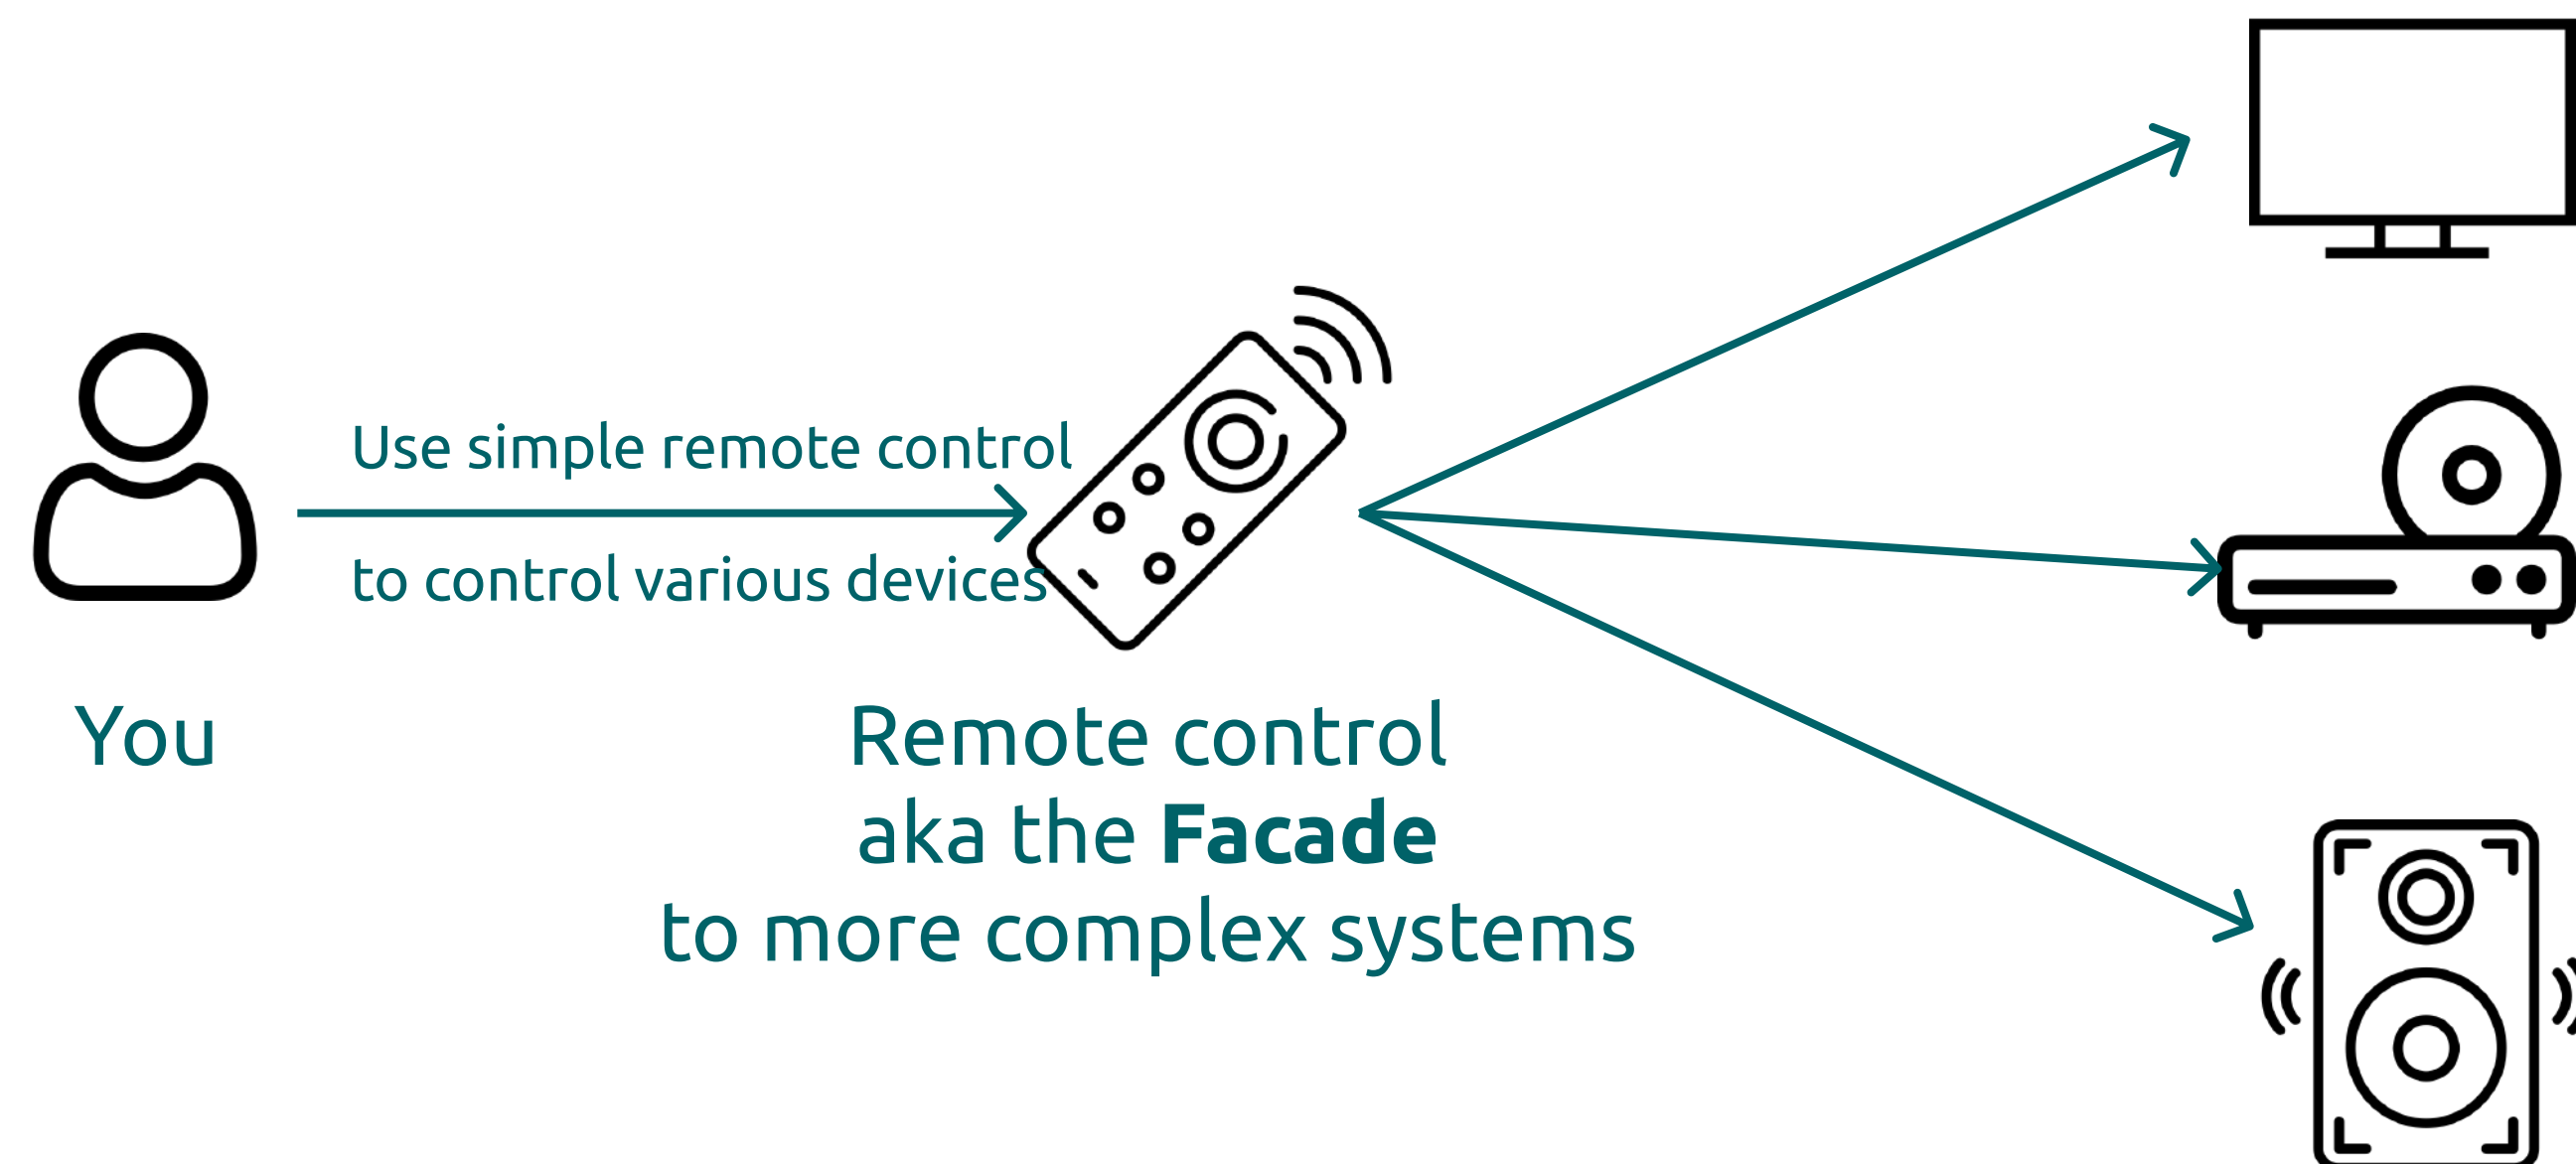 Use simple remote control
to control various devices
You
Remote control
aka the Facade
to more complex systems